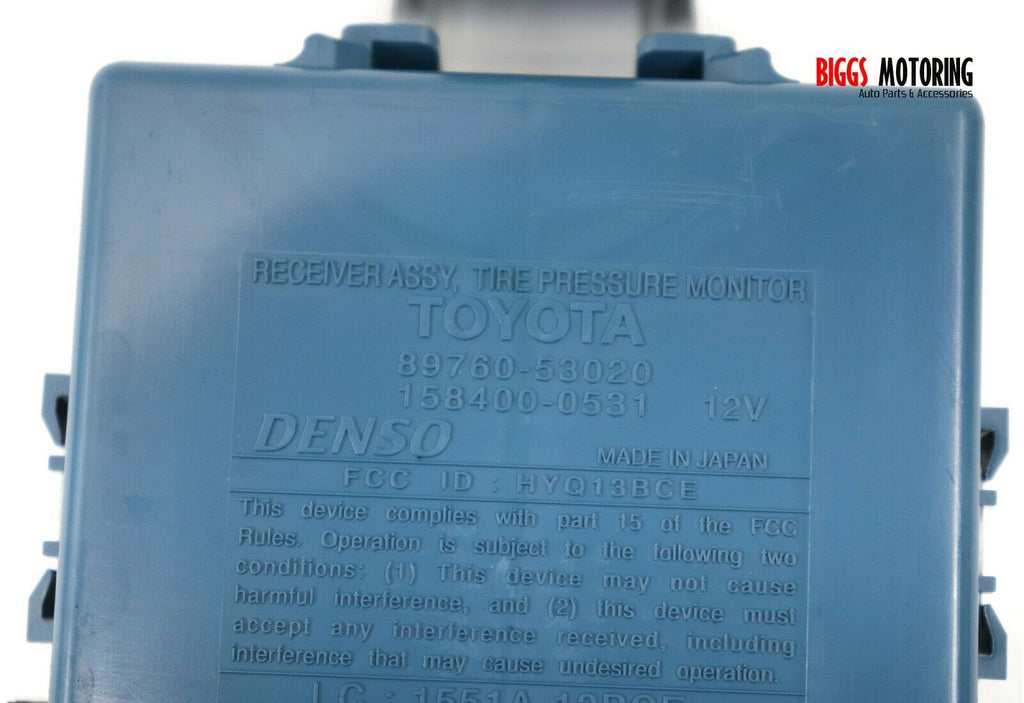 BIGGS MOTORING
Auto Parts & Accessories
RECEIVER ASSY, TIRE PRESSURE MONITOR
TOYOTA
89760-53020
158400-0531 12V
DENSO MADE IN JAPAN
FCC ID : HYQ13BCE
This device complies with part 15 of the FCC
Rules. Operation is subject to the following two
conditions: (1) This device may not cause
harmful interference, and (2) this device must
accept any interference received, including
interference that may cause undesired operation.
I C : 1551A-13BCE